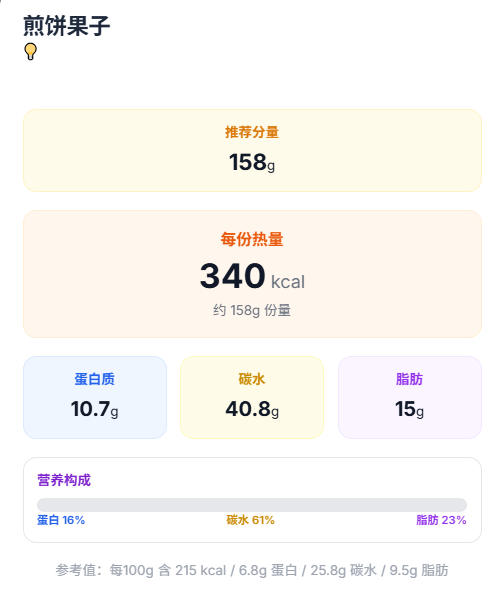 煎饼果子
推荐分量
158g
每份热量
340 kcal
约 158g 份量
蛋白质
碳水
脂肪
10.7g
40.8g
15g
营养构成
蛋白 16%
碳水 61%
脂肪 23%
参考值：每100g 含 215 kcal / 6.8g 蛋白 / 25.8g 碳水 / 9.5g 脂肪